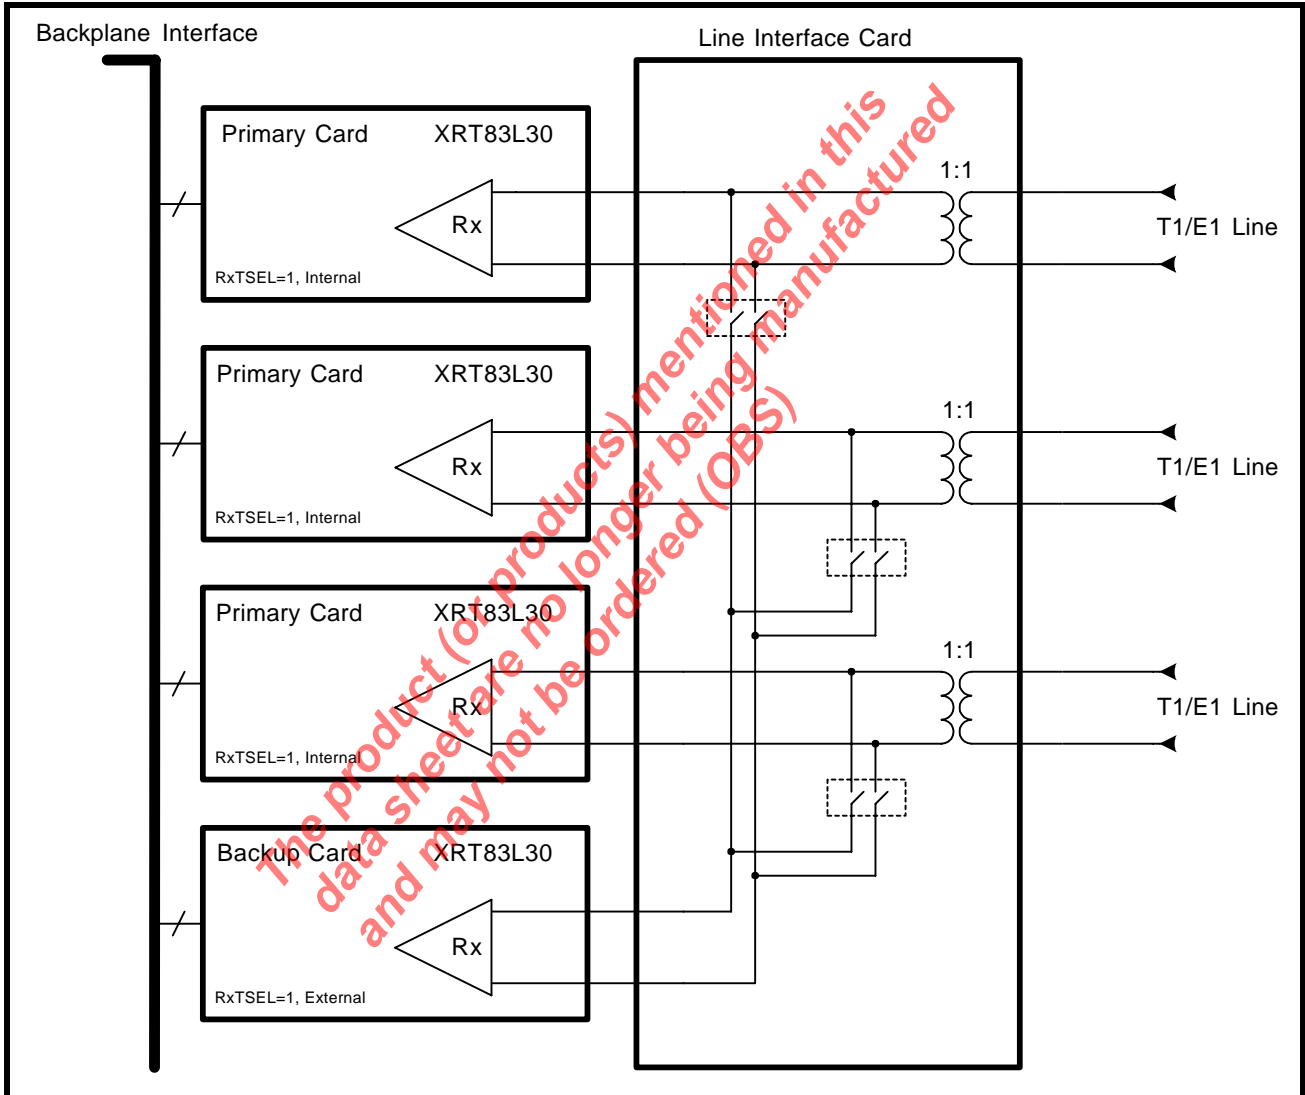 Backplane Interface
Line Interface Card
Primary Card XRT83L30
1:1
Rx
T1/E1 Line
RxTSEL=1, Internal
Primary Card XRT83L30
1:1
Rx
T1/E1 Line
RxTSEL=1, Internal
Primary Card XRT83L30
1:1
Rx
T1/E1 Line
RxTSEL=1, Internal
Backup Card XRT83L30
Rx
RxTSEL=1, External
The product (or products) mentioned in this
data sheet are no longer being manufactured
and may not be ordered (OBS)